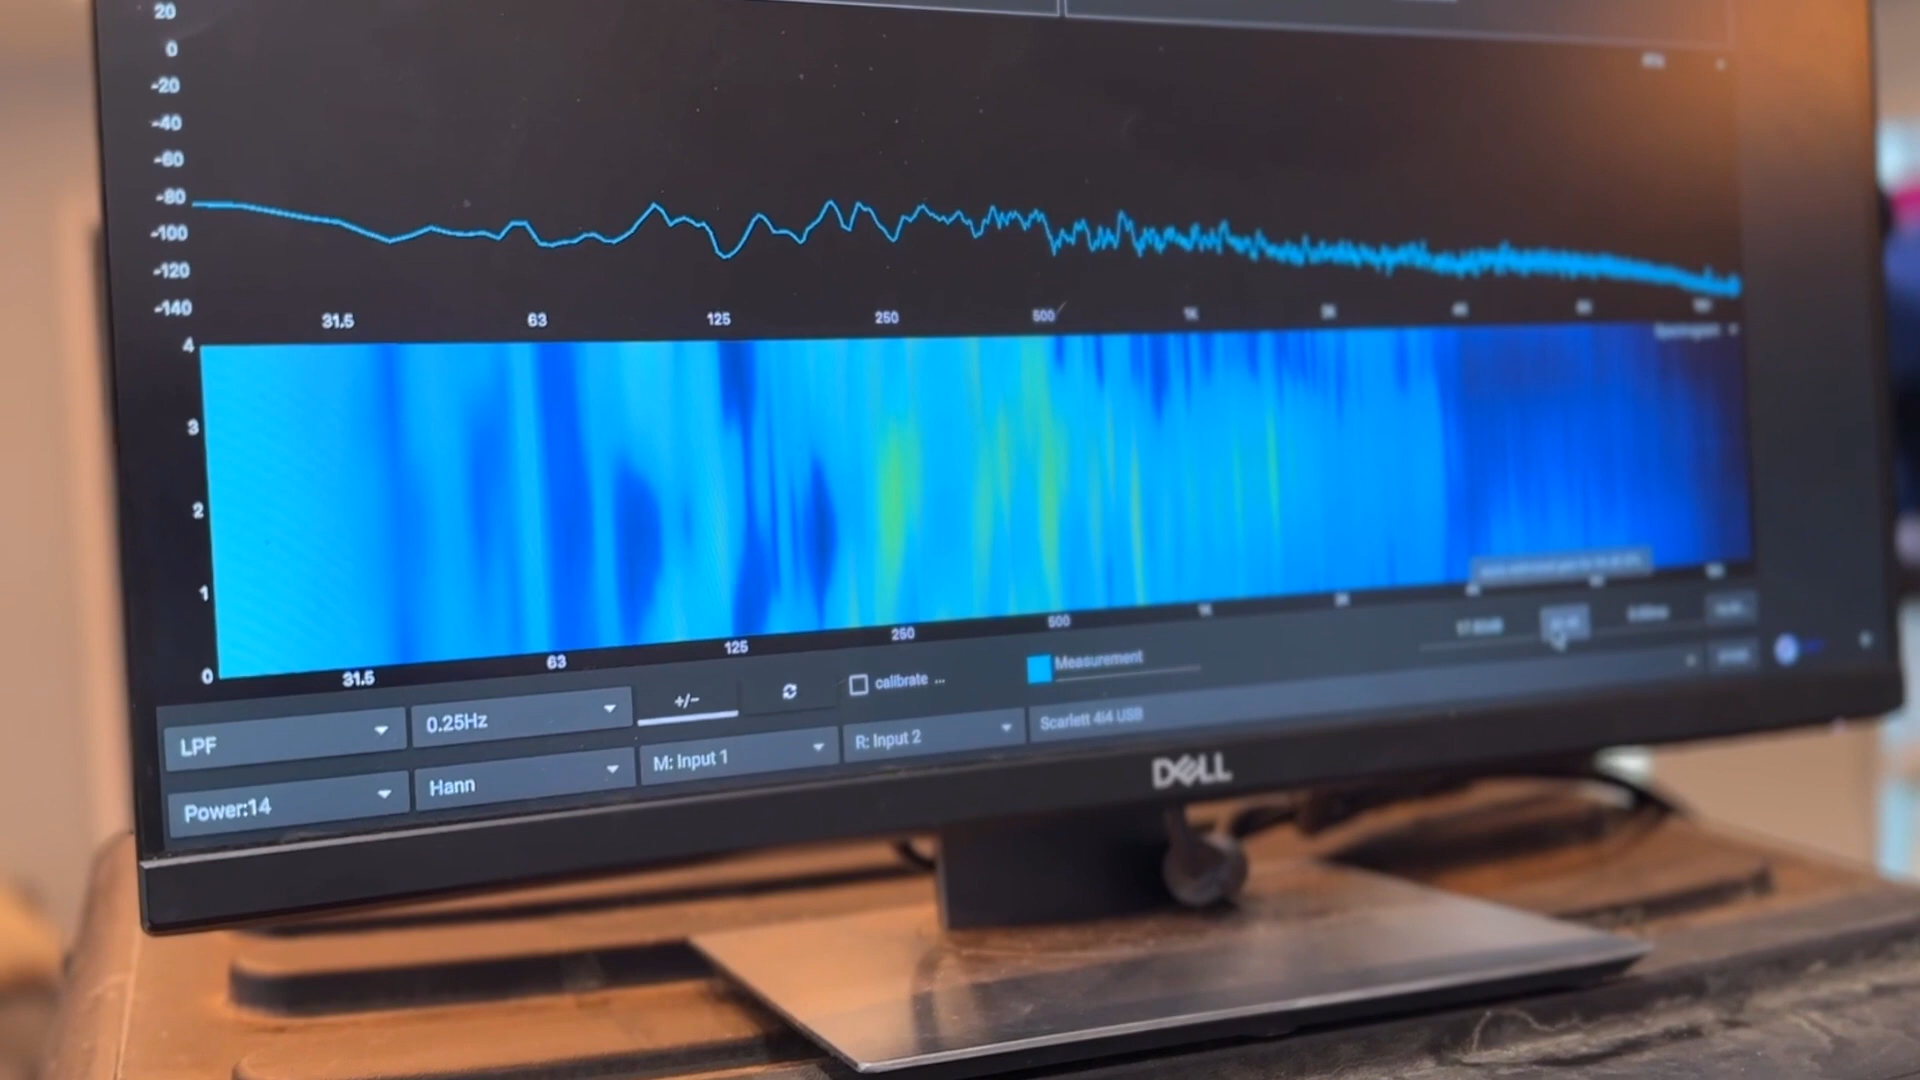 20
0
-20
-40
-60
-80
-100
-120
-140
31.5 63 125 250 500 1K
4
3
2
1
0
31.5 63 125 250 500 1K
LPF 0.25Hz +/- calibrate ... Measurement
Power:14 Hann M: Input 1 R: Input 2 Scarlett 4i4 USB
DELL